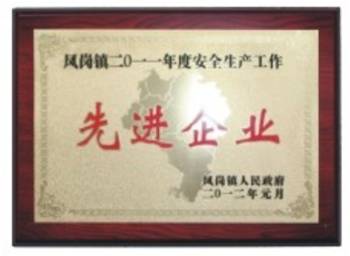 凤岗镇二〇一一年度安全生产工作
先进企业
凤岗镇人民政府
二〇一二年元月